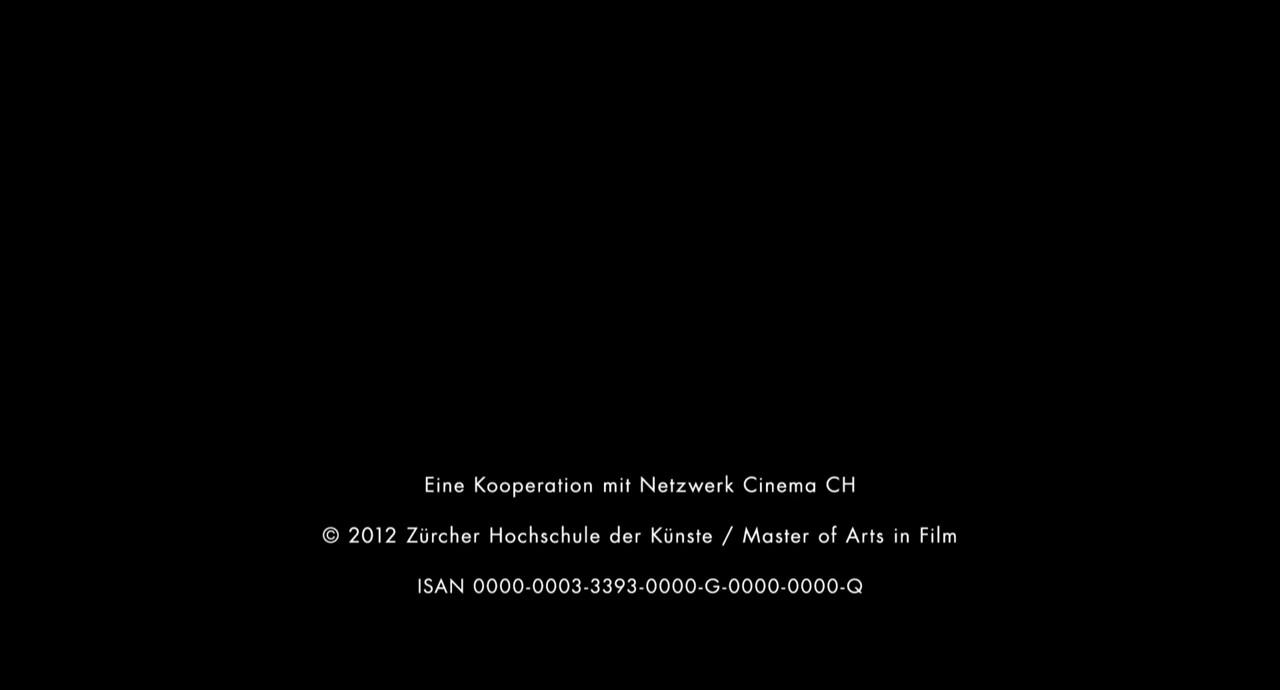 Eine Kooperation mit Netzwerk Cinema CH
© 2012 Zürcher Hochschule der Künste / Master of Arts in Film
ISAN 0000-0003-3393-0000-G-0000-0000-Q